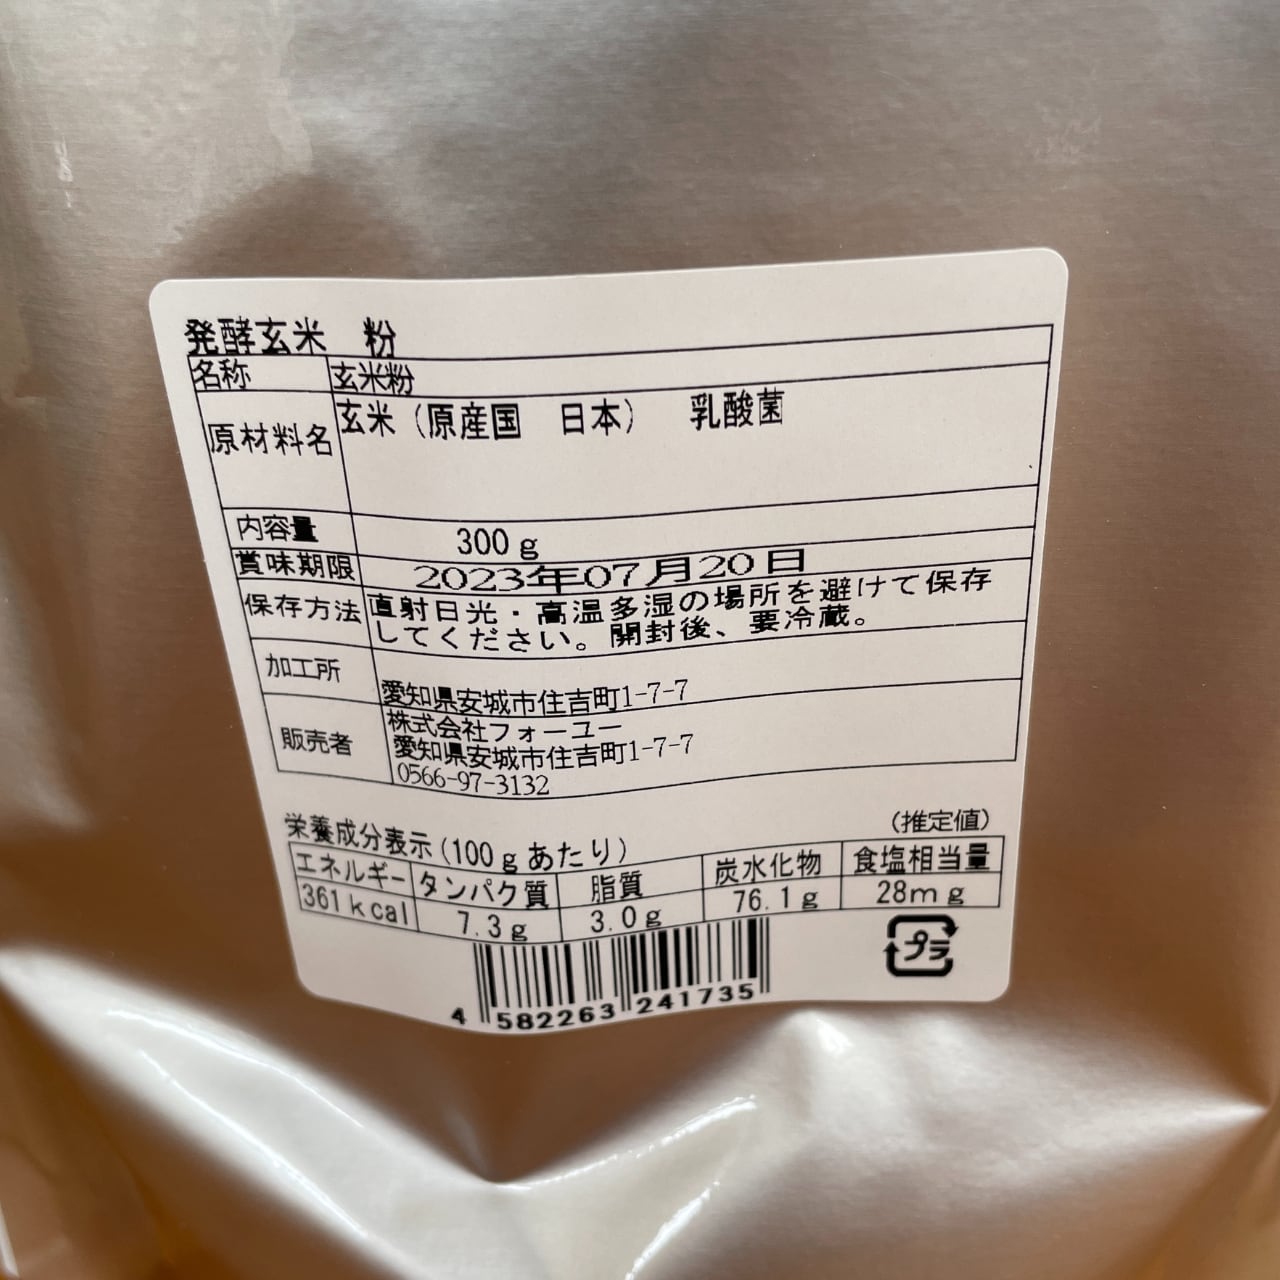 発酵玄米　粉
名称 玄米粉
原材料名 玄米（原産国　日本）　乳酸菌
内容量 300g
賞味期限 2023年07月20日
保存方法 直射日光・高温多湿の場所を避けて保存
してください。開封後、要冷蔵。
加工所 愛知県安城市住吉町1-7-7
販売者 株式会社フォーユー
愛知県安城市住吉町1-7-7
0566-97-3132
栄養成分表示(100gあたり) (推定値)
エネルギー タンパク質 脂質 炭水化物 食塩相当量
361kcal 7.3g 3.0g 76.1g 28mg
プラ
4 582263 241735